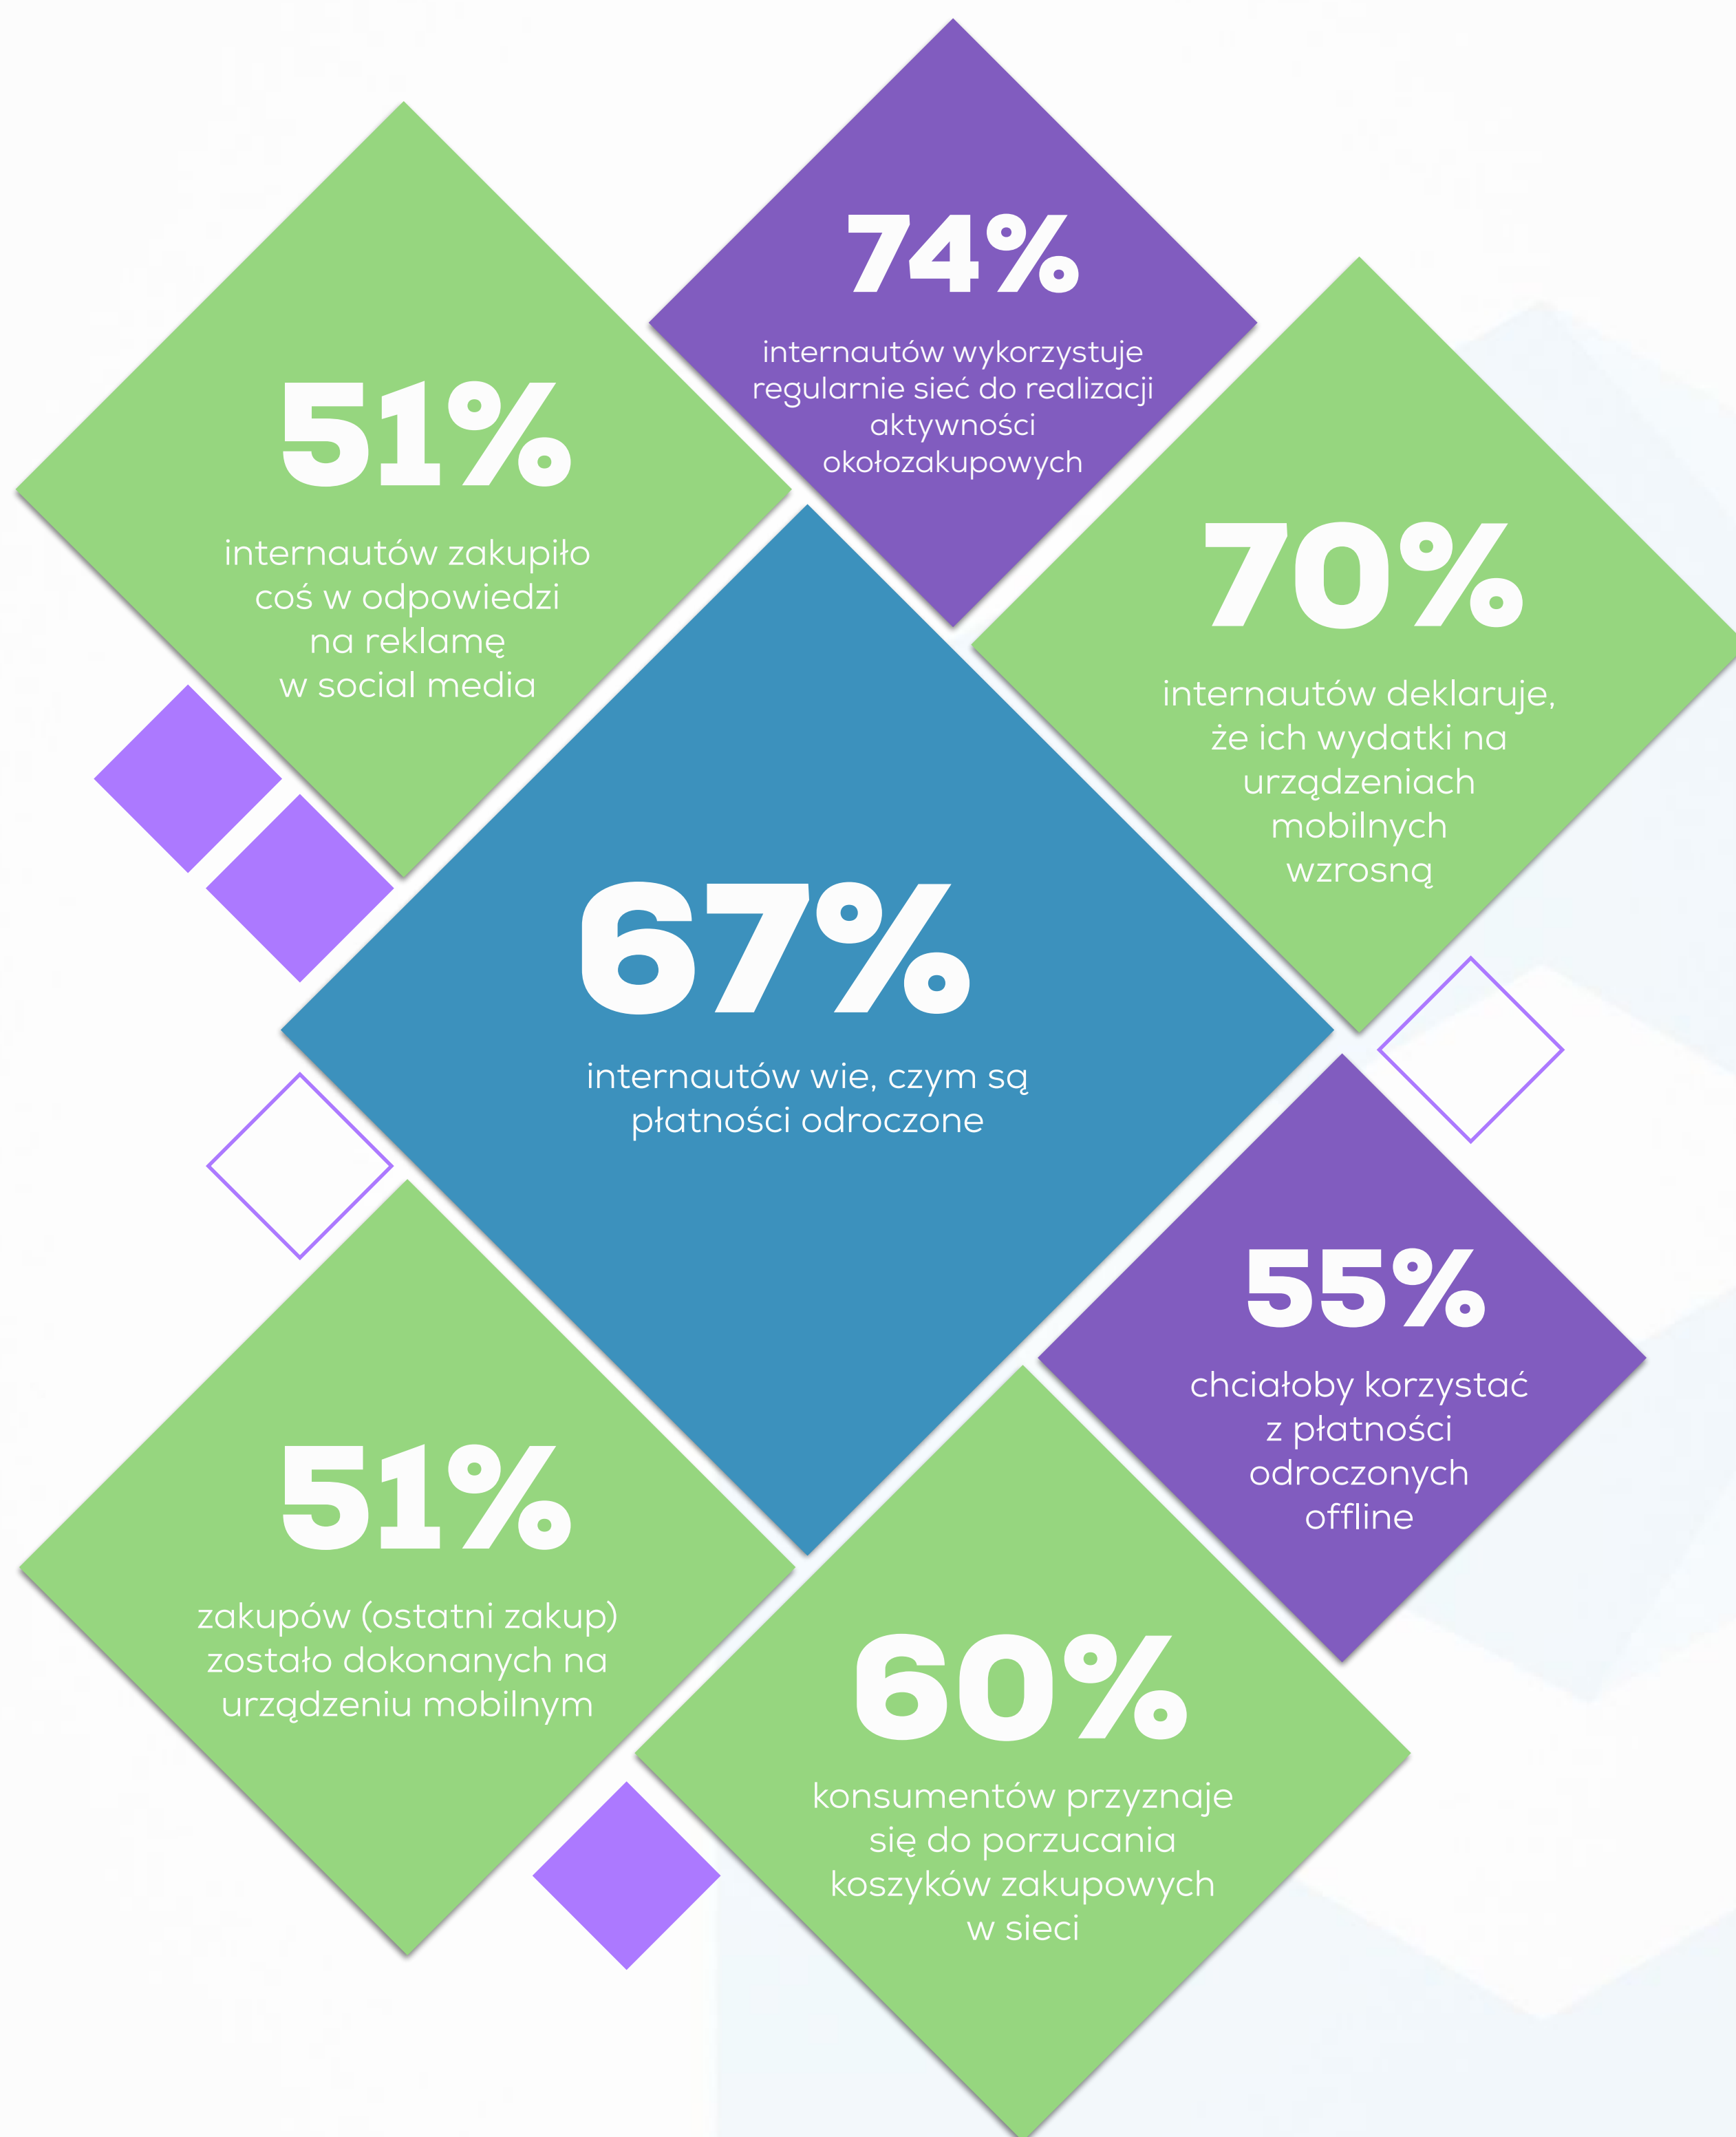 74%
internautów wykorzystuje
regularnie sieć do realizacji
aktywności
okołozakupowych
51%
internautów zakupiło
coś w odpowiedzi
na reklamę
w social media
70%
internautów deklaruje,
że ich wydatki na
urządzeniach
mobilnych
wzrosną
67%
internautów wie, czym są
płatności odroczone
55%
chciałoby korzystać
z płatności
odroczonych
offline
51%
zakupów (ostatni zakup)
zostało dokonanych na
urządzeniu mobilnym
60%
konsumentów przyznaje
się do porzucania
koszyków zakupowych
w sieci